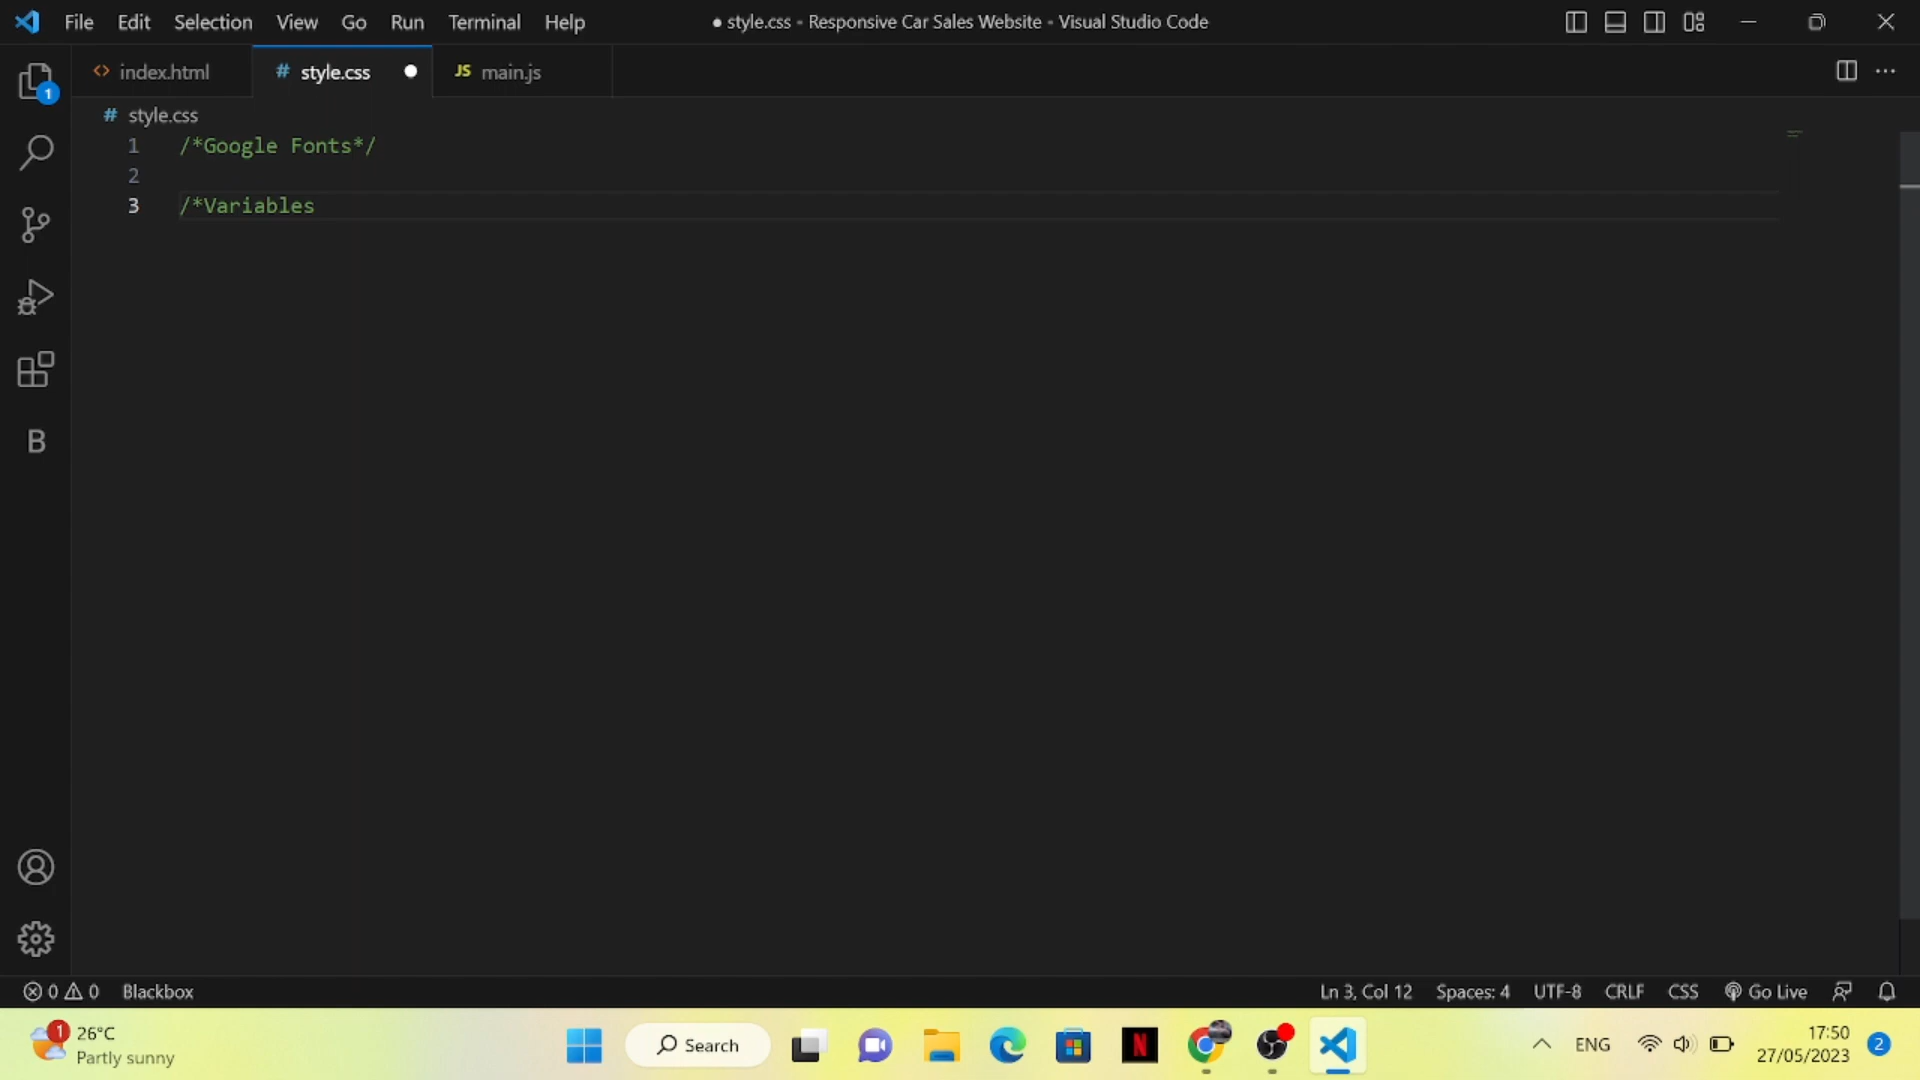 File Edit Selection View Go Run Terminal Help
● style.css - Responsive Car Sales Website - Visual Studio Code
<> index.html # style.css ● JS main.js
1
# style.css
1 /*Google Fonts*/
2
3 /*Variables
B
0 0 Blackbox
Ln 3, Col 12 Spaces: 4 UTF-8 CRLF CSS Go Live
1 26°C
Partly sunny
Search
N
ENG
17:50
27/05/2023
2